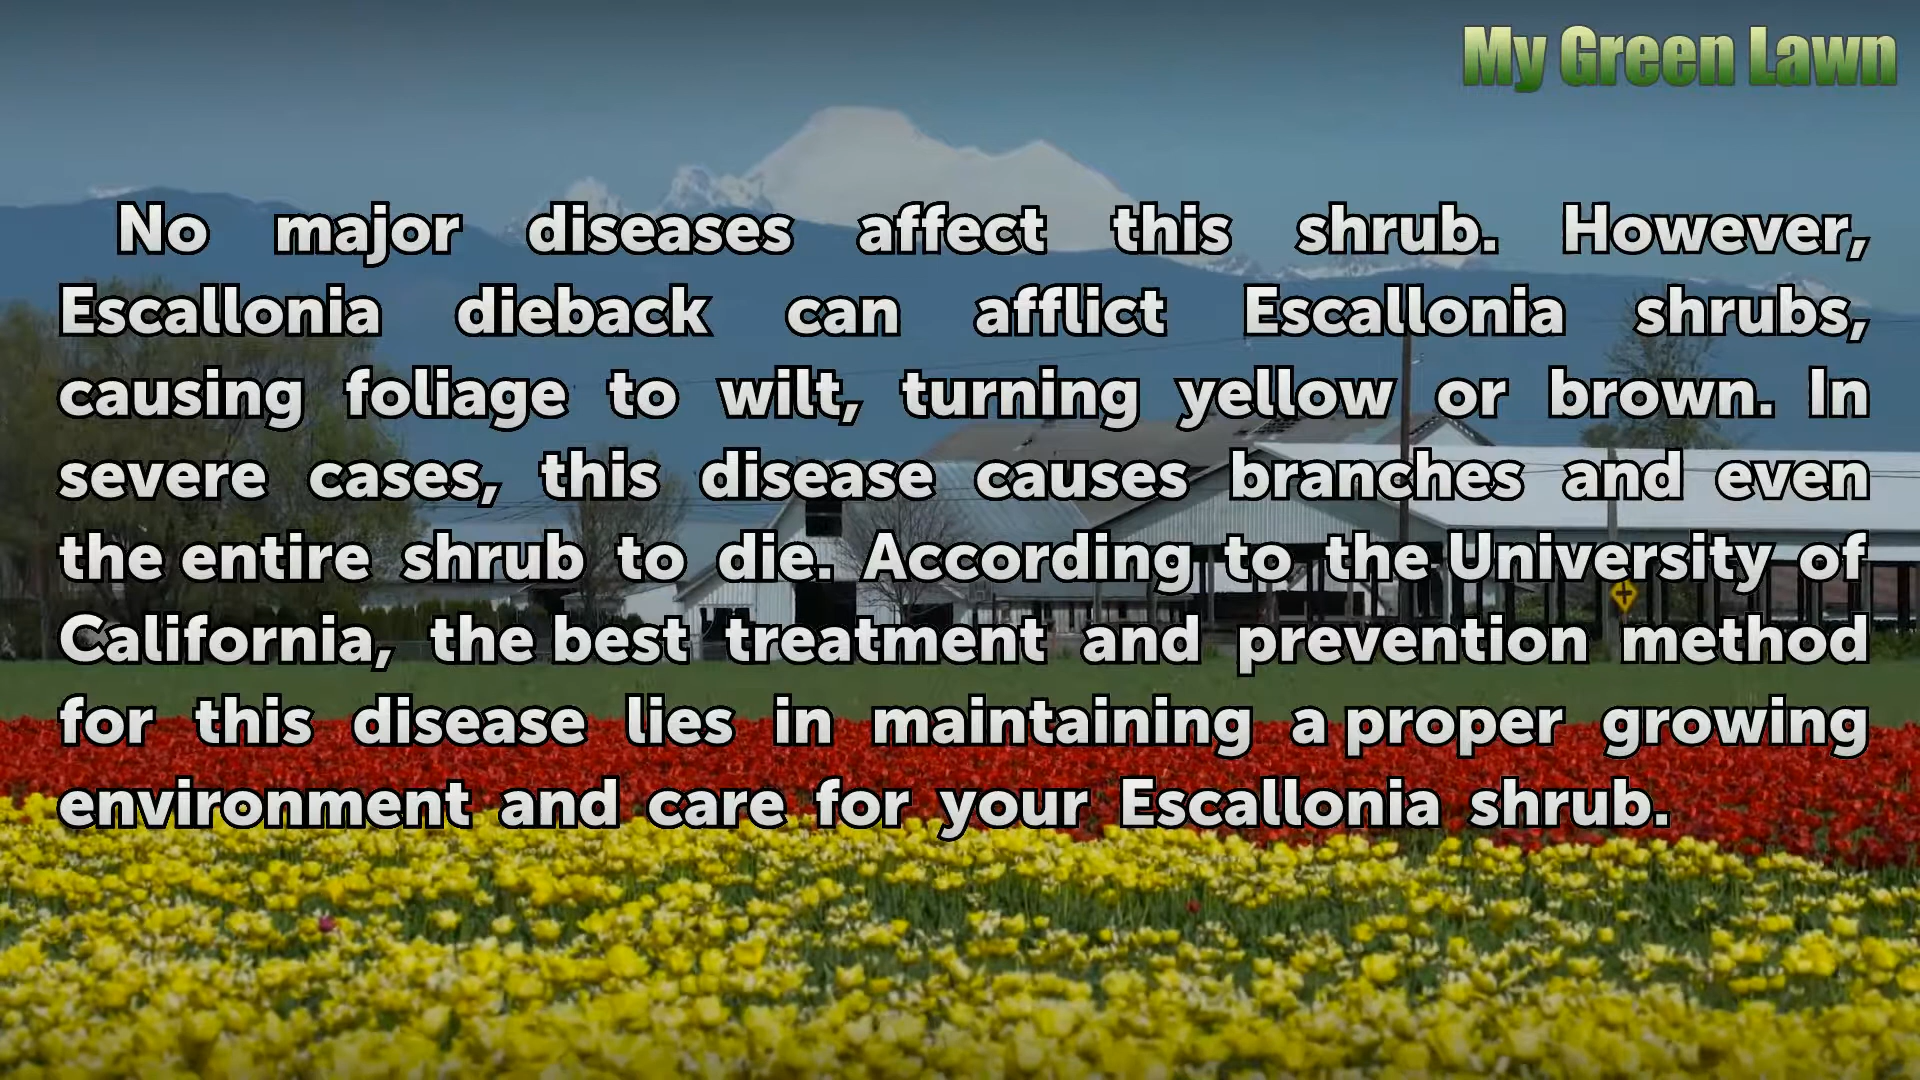 My Green Lawn
No major diseases affect this shrub. However,
Escallonia dieback can afflict Escallonia shrubs,
causing foliage to wilt, turning yellow or brown. In
severe cases, this disease causes branches and even
the entire shrub to die. According to the University of
California, the best treatment and prevention method
for this disease lies in maintaining a proper growing
environment and care for your Escallonia shrub.